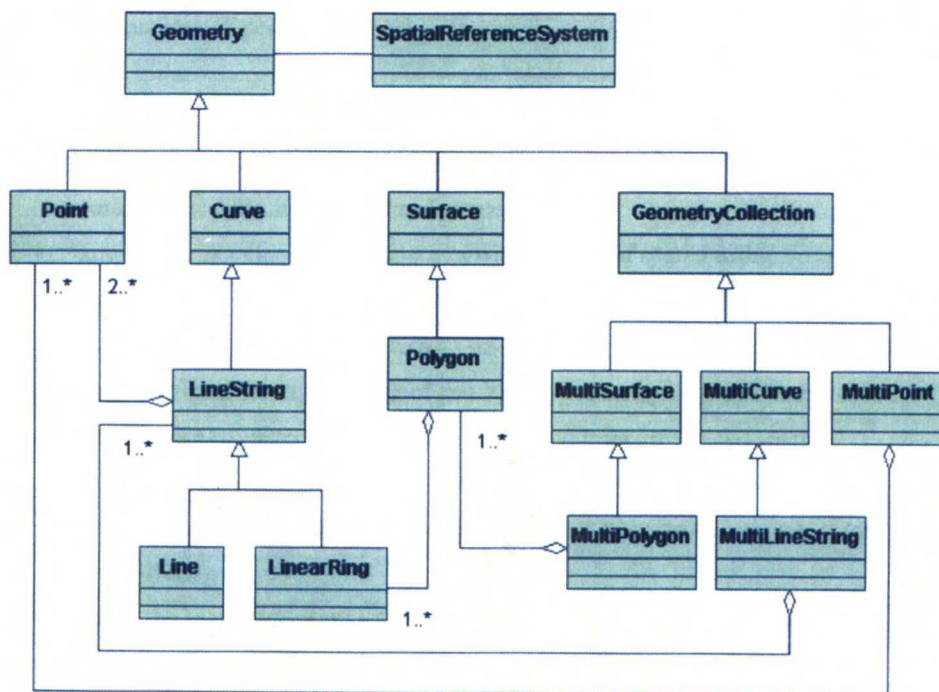 Geometry
SpatialReferenceSystem
Point
Curve
Surface
GeometryCollection
1..*
2..*
Polygon
LineString
MultiSurface
MultiCurve
MultiPoint
1..*
1..*
Line
LinearRing
MultiPolygon
MultiLineString
1..*